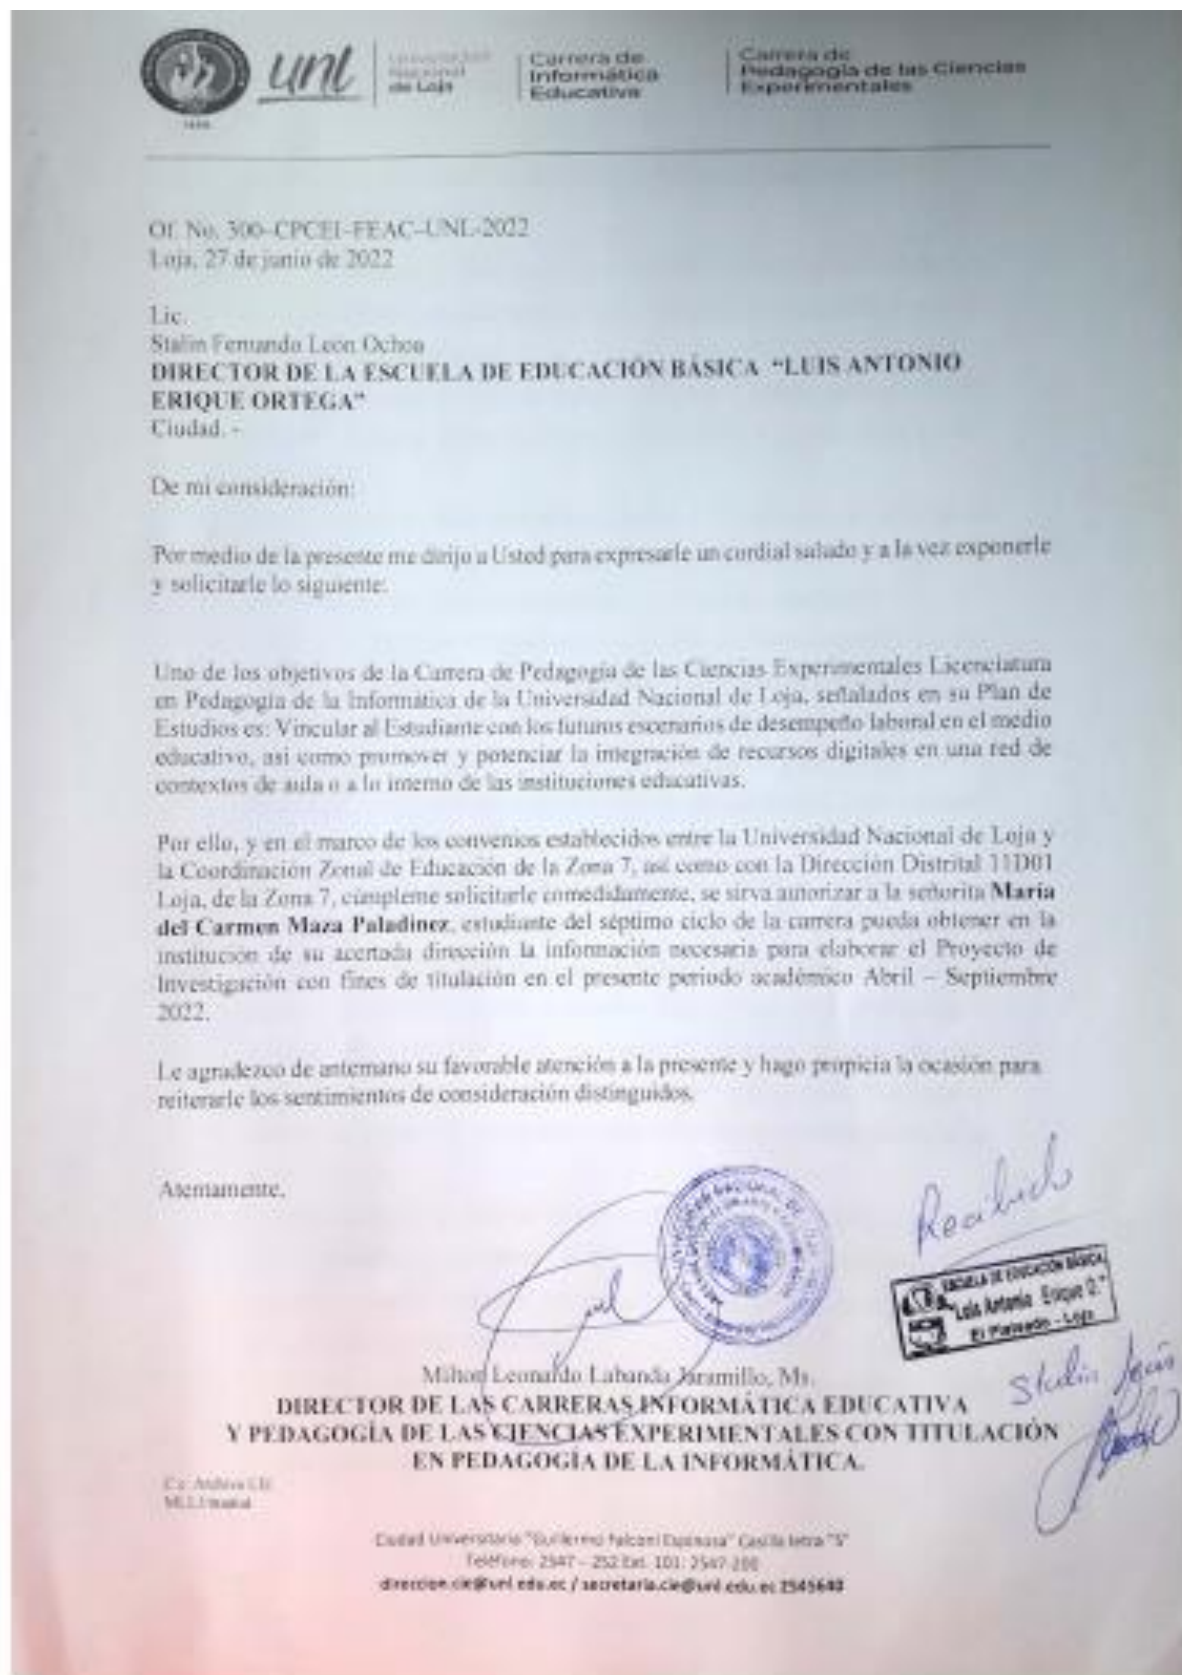 unl
Universidad
Nacional
de Loja
Carrera de
Informática
Educativa
Carrera de
Pedagogía de las Ciencias
Experimentales
Of. No. 300-CPCEI-FEAC-UNL-2022
Loja, 27 de junio de 2022
Lic.
Stalin Fernando Leon Ochoa
DIRECTOR DE LA ESCUELA DE EDUCACIÓN BÁSICA "LUIS ANTONIO
ERIQUE ORTEGA"
Ciudad. -
De mi consideración:
Por medio de la presente me dirijo a Usted para expresarle un cordial saludo y a la vez exponerle
y solicitarle lo siguiente:
Uno de los objetivos de la Carrera de Pedagogía de las Ciencias Experimentales Licenciatura
en Pedagogía de la Informática de la Universidad Nacional de Loja, señalados en su Plan de
Estudios es: Vincular al Estudiante con los futuros escenarios de desempeño laboral en el medio
educativo, así como promover y potenciar la integración de recursos digitales en una red de
contextos de aula o a lo interno de las instituciones educativas.
Por ello, y en el marco de los convenios establecidos entre la Universidad Nacional de Loja y
la Coordinación Zonal de Educación de la Zona 7, así como con la Dirección Distrital 11D01
Loja, de la Zona 7, cúmpleme solicitarle comedidamente, se sirva autorizar a la señorita María
del Carmen Maza Paladinez, estudiante del séptimo ciclo de la carrera pueda obtener en la
institución de su acertada dirección la información necesaria para elaborar el Proyecto de
Investigación con fines de titulación en el presente periodo académico Abril – Septiembre
2022.
Le agradezco de antemano su favorable atención a la presente y hago propicia la ocasión para
reiterarle los sentimientos de consideración distinguidos.
Atentamente,
Recibido
ESCUELA DE EDUCACIÓN BÁSICA
"Luis Antonio Erique O."
El Plateado - Loja
Stalin León
Milton Leonardo Labanda Jaramillo, Ms.
DIRECTOR DE LAS CARRERAS INFORMÁTICA EDUCATIVA
Y PEDAGOGÍA DE LAS CIENCIAS EXPERIMENTALES CON TITULACIÓN
EN PEDAGOGÍA DE LA INFORMÁTICA.
Ciudad Universitaria "Guillermo Falconí Espinosa" Casilla letra "S"
Teléfono: 2547 – 252 Ext. 101: 2547-200
direccion.cie@unl.edu.ec / secretaria.cie@unl.edu.ec 2545640